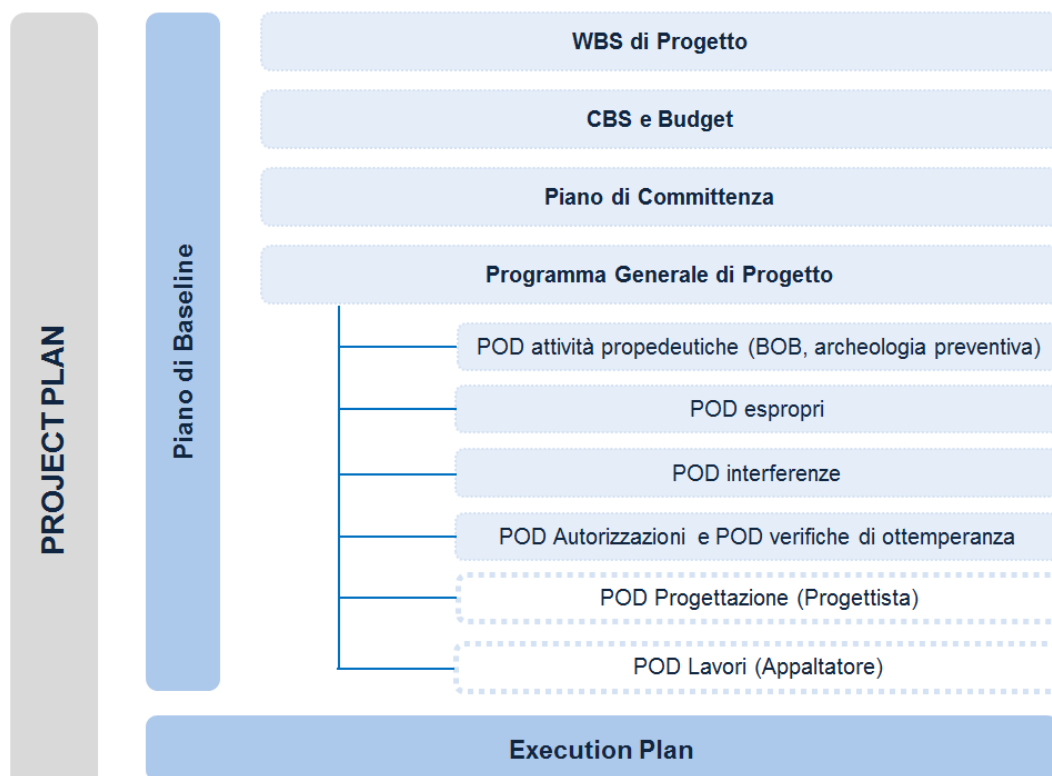 PROJECT PLAN
Piano di Baseline
WBS di Progetto
CBS e Budget
Piano di Committenza
Programma Generale di Progetto
POD attività propedeutiche (BOB, archeologia preventiva)
POD espropri
POD interferenze
POD Autorizzazioni e POD verifiche di ottemperanza
POD Progettazione (Progettista)
POD Lavori (Appaltatore)
Execution Plan